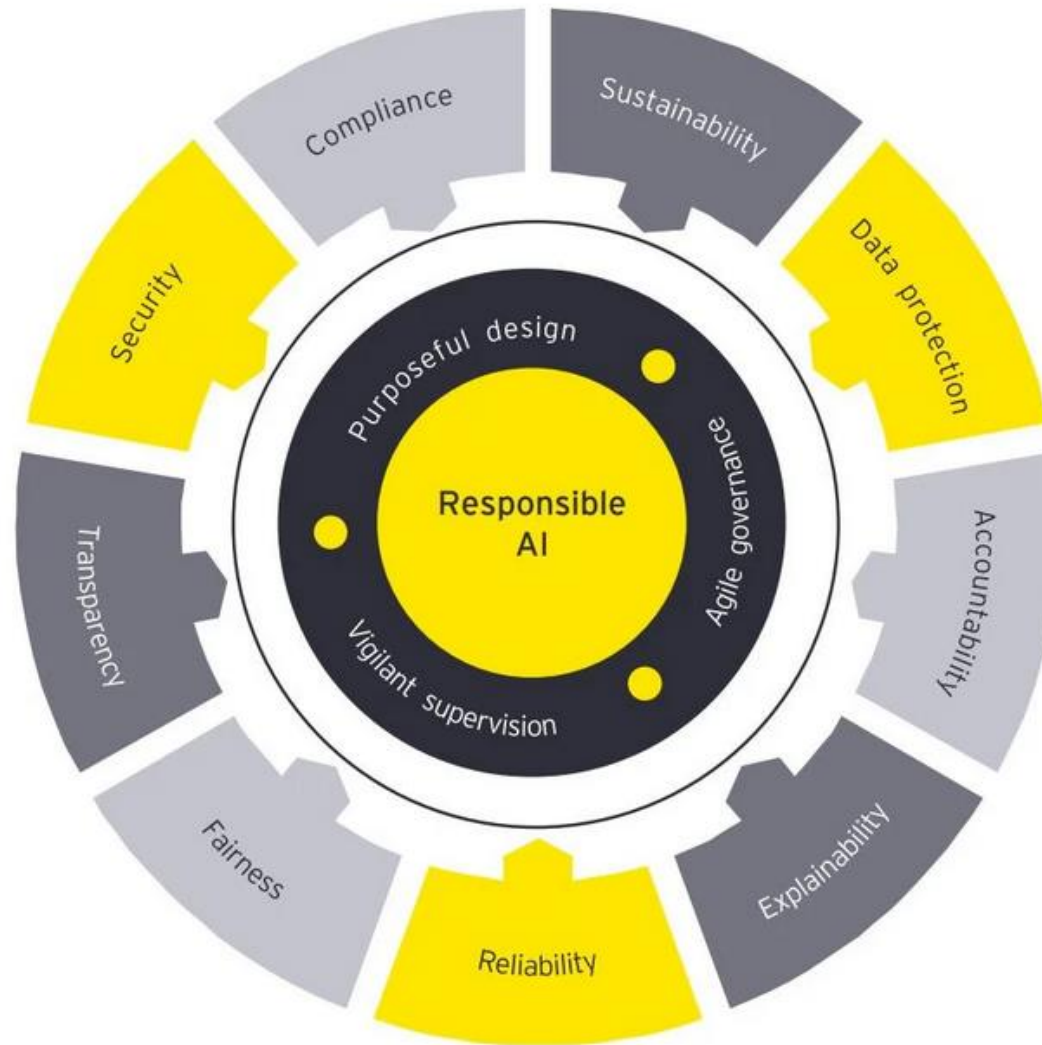 Compliance
Sustainability
Security
Data protection
Purposeful design
Responsible
AI
Agile governance
Transparency
Accountability
Vigilant supervision
Fairness
Explainability
Reliability